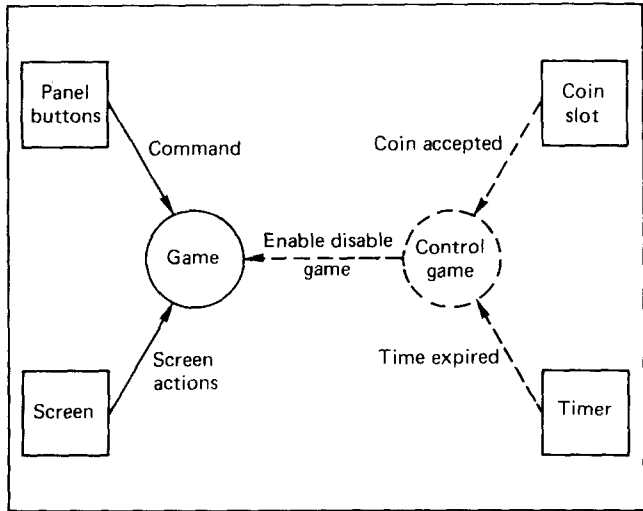 Panel
buttons
Coin
slot
Command
Coin accepted
Game
Enable disable
game
Control
game
Screen
actions
Time expired
Screen
Timer